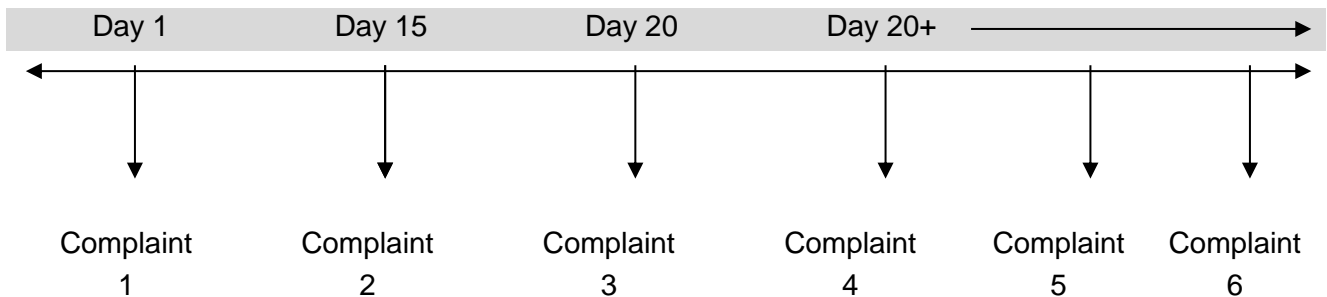 Day 1 Day 15 Day 20 Day 20+
Complaint Complaint Complaint Complaint Complaint Complaint
1 2 3 4 5 6